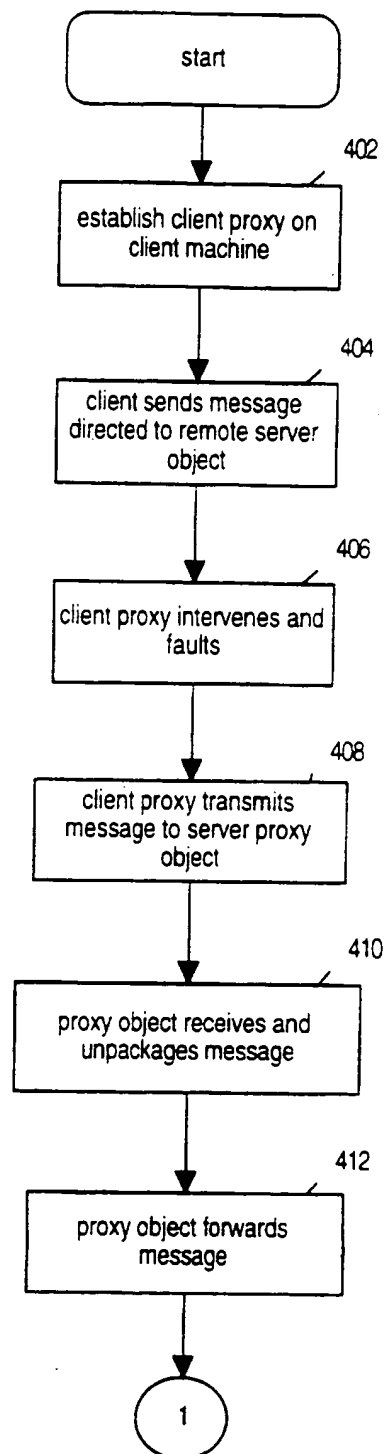 start
402
establish client proxy on
client machine
404
client sends message
directed to remote server
object
406
client proxy intervenes and
faults
408
client proxy transmits
message to server proxy
object
410
proxy object receives and
unpackages message
412
proxy object forwards
message
1